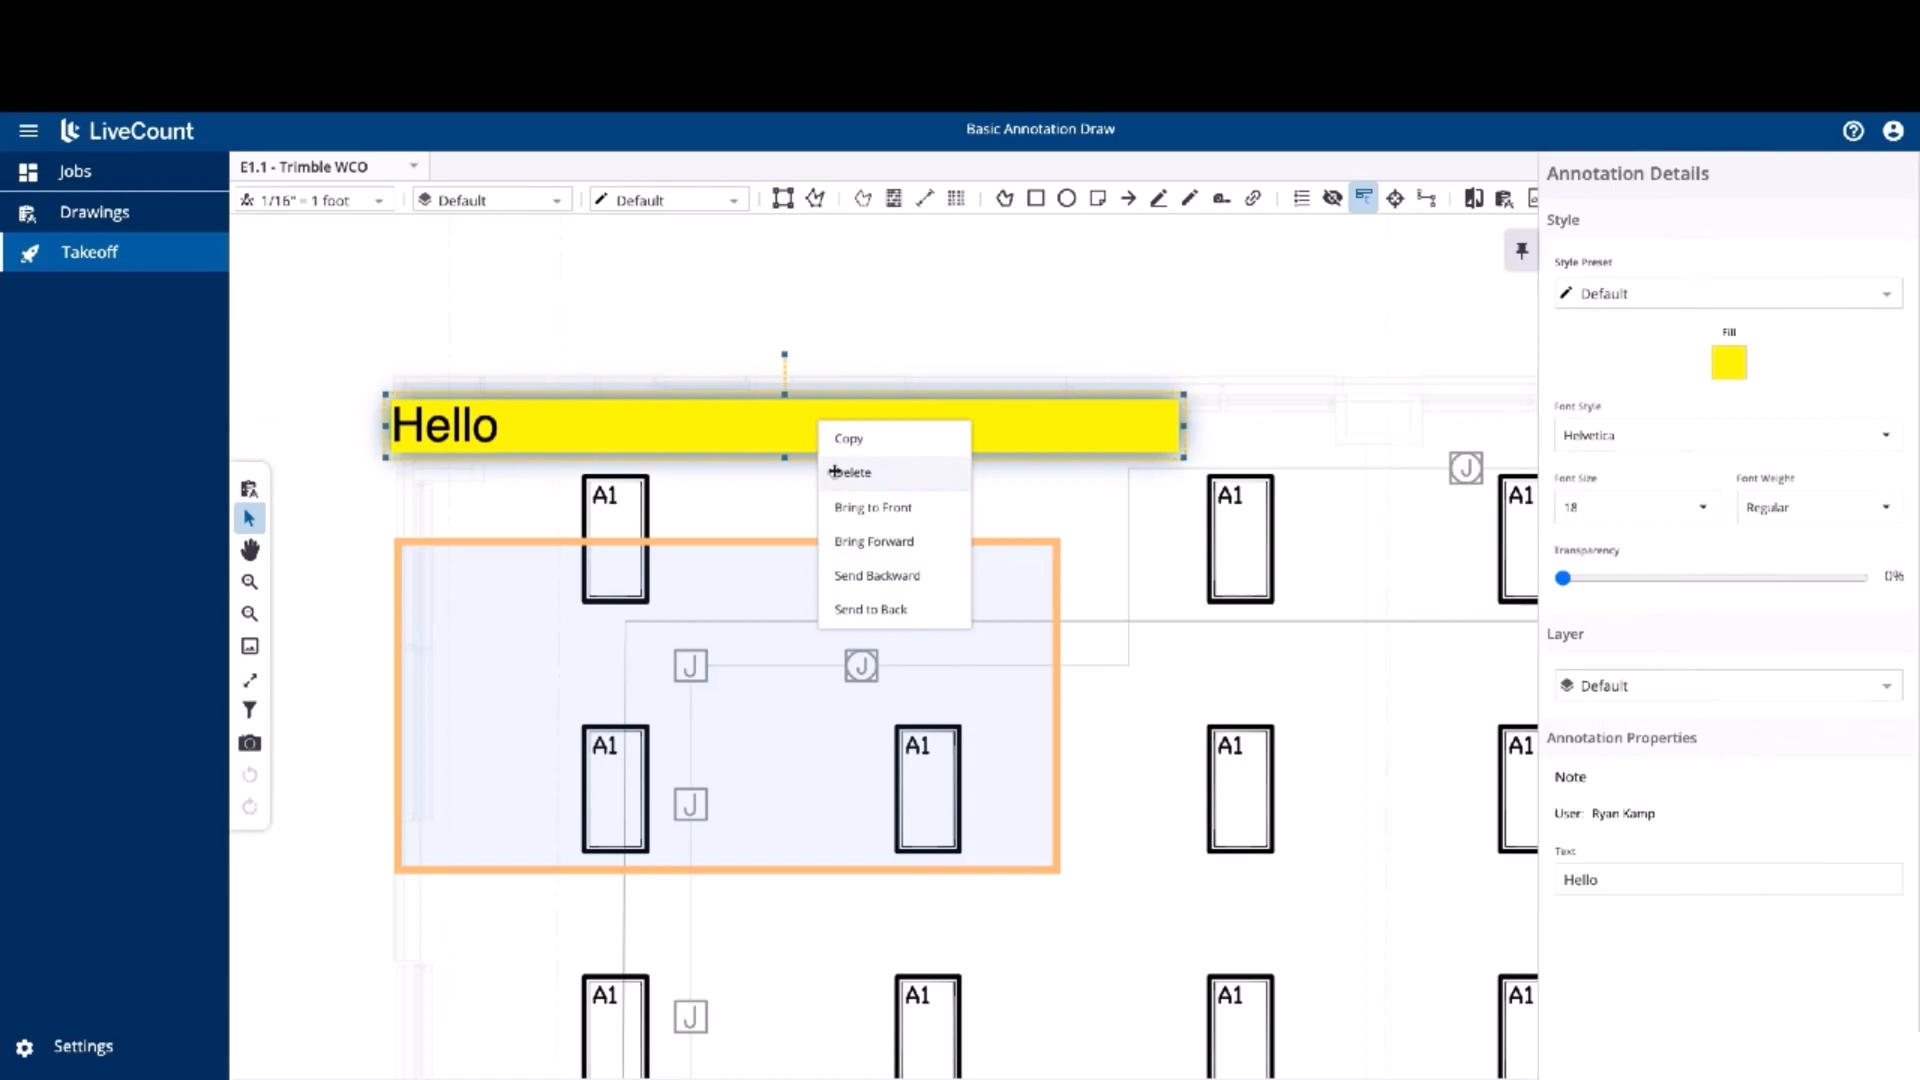 LiveCount
Basic Annotation Draw
Jobs
Drawings
Takeoff
Settings
E1.1 - Trimble WCO
1/16" = 1 foot
Default
Default
Hello
Copy
Delete
Bring to Front
Bring Forward
Send Backward
Send to Back
A1
A1
A1
J
J
J
A1
A1
A1
A1
J
A1
A1
A1
A1
J
Annotation Details
Style
Style Preset
Default
Fill
Font Style
Helvetica
Font Size
Font Weight
18
Regular
Transparency
0%
Layer
Default
Annotation Properties
Note
User: Ryan Kamp
Text
Hello